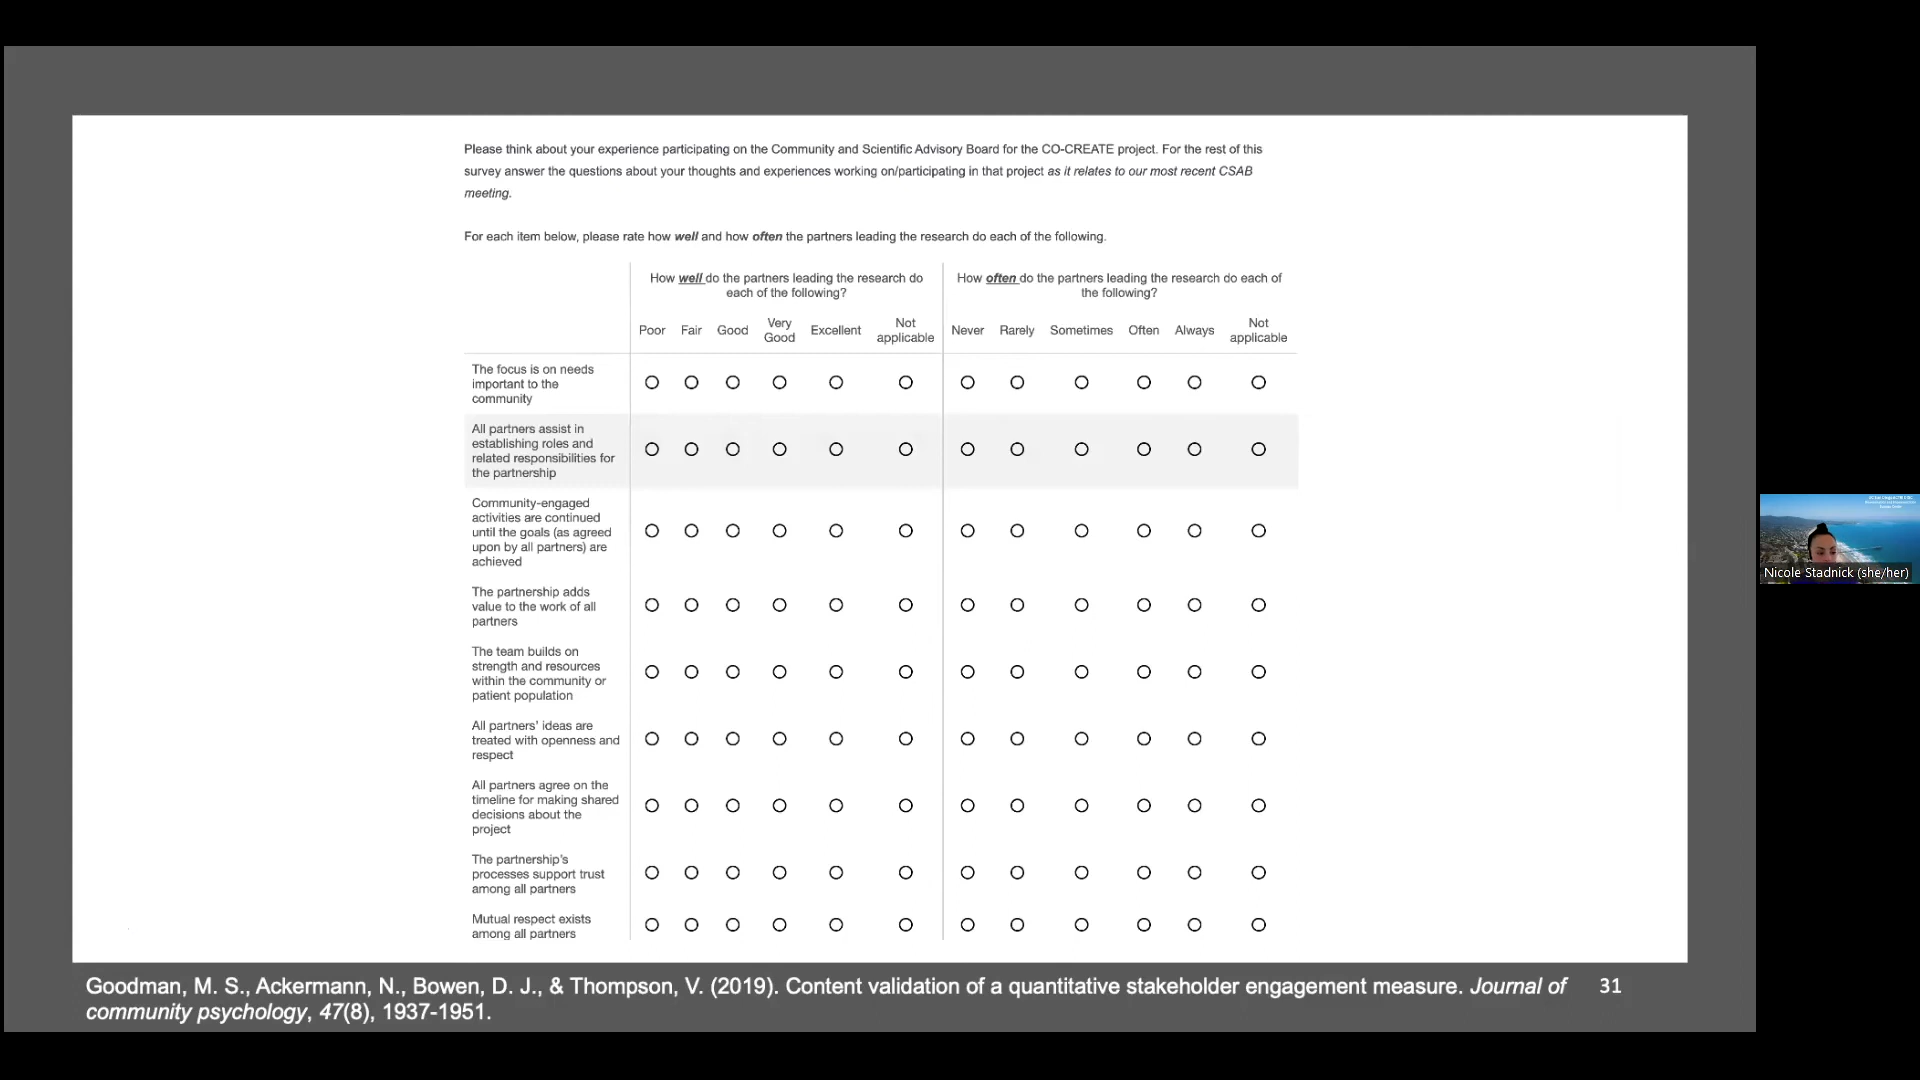 Please think about your experience participating on the Community and Scientific Advisory Board for the CO-CREATE project. For the rest of this
survey answer the questions about your thoughts and experiences working on/participating in that project as it relates to our most recent CSAB
meeting.
For each item below, please rate how well and how often the partners leading the research do each of the following.
How well do the partners leading the research do
each of the following?
How often do the partners leading the research do each of
the following?
Poor Fair Good Very Good Excellent Not applicable Never Rarely Sometimes Often Always Not applicable
The focus is on needs
important to the
community
All partners assist in
establishing roles and
related responsibilities for
the partnership
Community-engaged
activities are continued
until the goals (as agreed
upon by all partners) are
achieved
The partnership adds
value to the work of all
partners
The team builds on
strength and resources
within the community or
patient population
All partners' ideas are
treated with openness and
respect
All partners agree on the
timeline for making shared
decisions about the
project
The partnership's
processes support trust
among all partners
Mutual respect exists
among all partners
Goodman, M. S., Ackermann, N., Bowen, D. J., & Thompson, V. (2019). Content validation of a quantitative stakeholder engagement measure. Journal of
community psychology, 47(8), 1937-1951.
31
Nicole Stadnick (she/her)